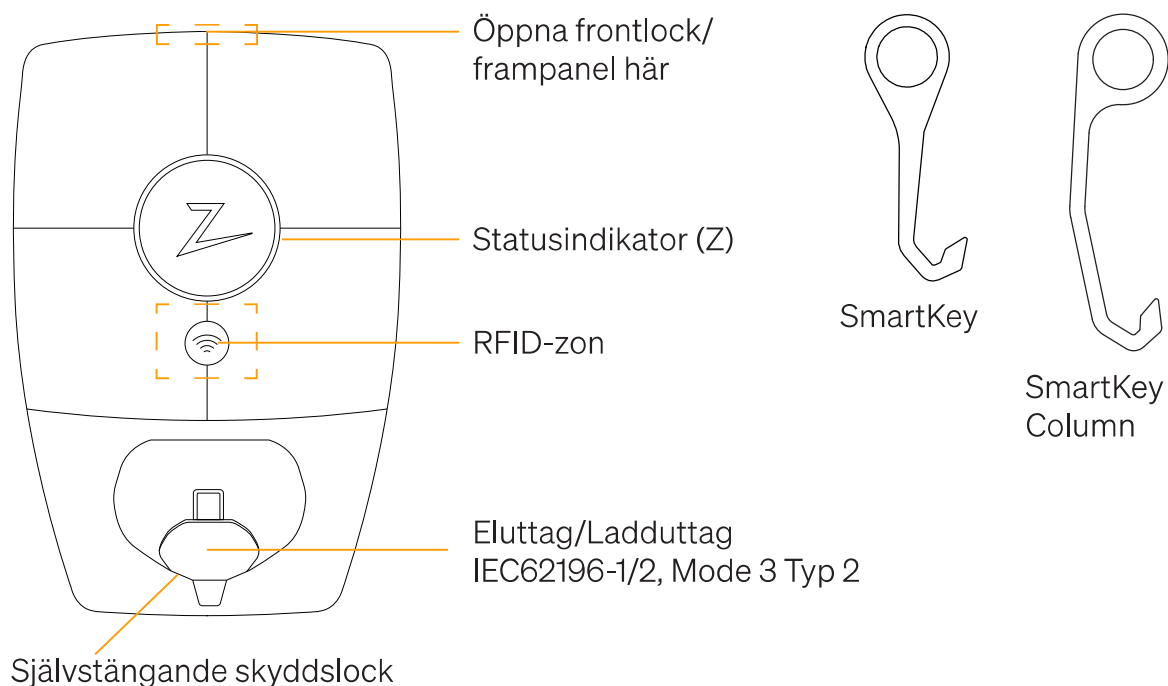 Öppna frontlock/
frampanel här
Statusindikator (Z)
RFID-zon
Eluttag/Ladduttag
IEC62196-1/2, Mode 3 Typ 2
Självstängande skyddslock
SmartKey
SmartKey
Column